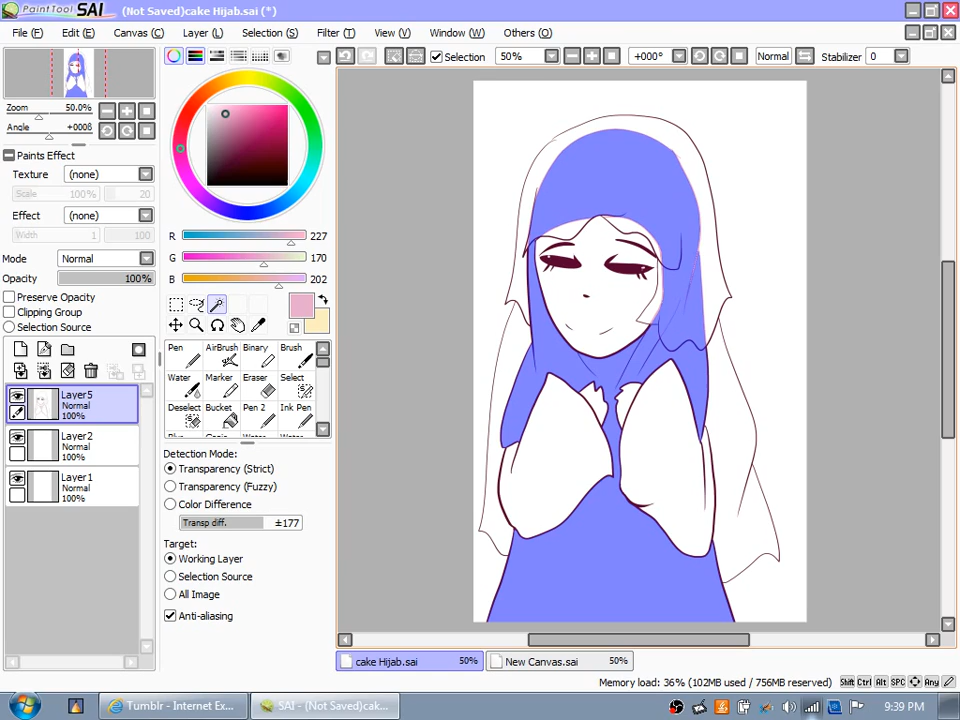 PaintTool SAI (Not Saved)cake Hijab.sai (*)
File (F) Edit (E) Canvas (C) Layer (L) Selection (S) Filter (T) View (V) Window (W) Others (O)
Selection 50% +000° Normal Stabilizer 0
Zoom 50.0%
Angle +000θ
Paints Effect
Texture (none)
Scale 100% 20
Effect (none)
Width 1 100
Mode Normal
Opacity 100%
Preserve Opacity
Clipping Group
Selection Source
Layer5
Normal
100%
Layer2
Normal
100%
Layer1
Normal
100%
R 227
G 170
B 202
Pen AirBrush Binary Brush
Water Marker Eraser Select
Deselect Bucket Pen 2 Ink Pen
Detection Mode:
Transparency (Strict)
Transparency (Fuzzy)
Color Difference
Transp diff. ±177
Target:
Working Layer
Selection Source
All Image
Anti-aliasing
cake Hijab.sai 50% New Canvas.sai 50%
Memory load: 36% (102MB used / 756MB reserved) Shift Ctrl Alt SPC Any
Tumblr - Internet Ex... SAI - (Not Saved)cak... 9:39 PM